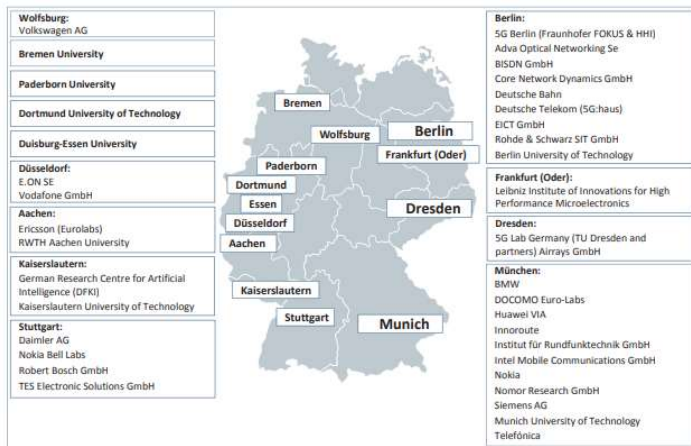 Wolfsburg:
Volkswagen AG
Bremen University
Paderborn University
Dortmund University of Technology
Duisburg-Essen University
Düsseldorf:
E.ON SE
Vodafone GmbH
Aachen:
Ericsson (Eurolabs)
RWTH Aachen University
Kaiserslautern:
German Research Centre for Artificial
Intelligence (DFKI)
Kaiserslautern University of Technology
Stuttgart:
Daimler AG
Nokia Bell Labs
Robert Bosch GmbH
TES Electronic Solutions GmbH
Bremen
Wolfsburg
Berlin
Frankfurt (Oder)
Paderborn
Dortmund
Essen
Düsseldorf
Dresden
Aachen
Kaiserslautern
Stuttgart
Munich
Berlin:
5G Berlin (Fraunhofer FOKUS & HHI)
Adva Optical Networking Se
BISDN GmbH
Core Network Dynamics GmbH
Deutsche Bahn
Deutsche Telekom (5G:haus)
EICT GmbH
Rohde & Schwarz SIT GmbH
Berlin University of Technology
Frankfurt (Oder):
Leibniz Institute of Innovations for High
Performance Microelectronics
Dresden:
5G Lab Germany (TU Dresden and
partners) Airrays GmbH
München:
BMW
DOCOMO Euro-Labs
Huawei VIA
Innoroute
Institut für Rundfunktechnik GmbH
Intel Mobile Communications GmbH
Nokia
Nomor Research GmbH
Siemens AG
Munich University of Technology
Telefónica